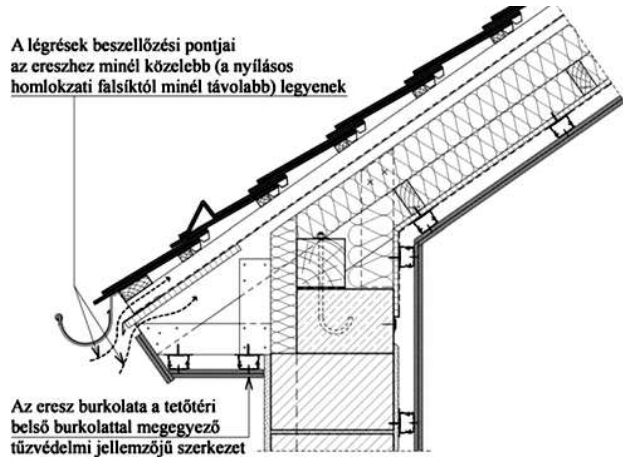 A légrések beszellőzési pontjai
az ereszhez minél közelebb (a nyílásos
homlokzati falsíktól minél távolabb) legyenek
Az eresz burkolata a tetőtéri
belső burkolattal megegyező
tűzvédelmi jellemzőjű szerkezet